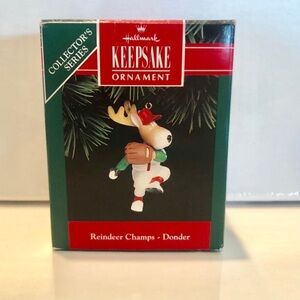 COLLECTOR'S
SERIES
Hallmark
KEEPSAKE
ORNAMENT
Reindeer Champs - Donder